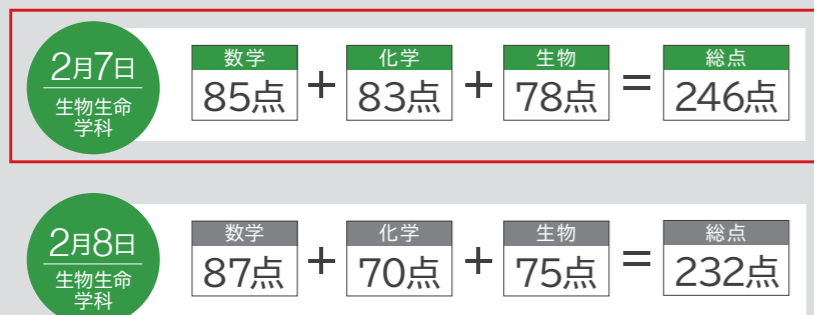 2月7日
生物生命
学科
数学 化学 生物 総点
85点 + 83点 + 78点 = 246点
2月8日
生物生命
学科
数学 化学 生物 総点
87点 + 70点 + 75点 = 232点